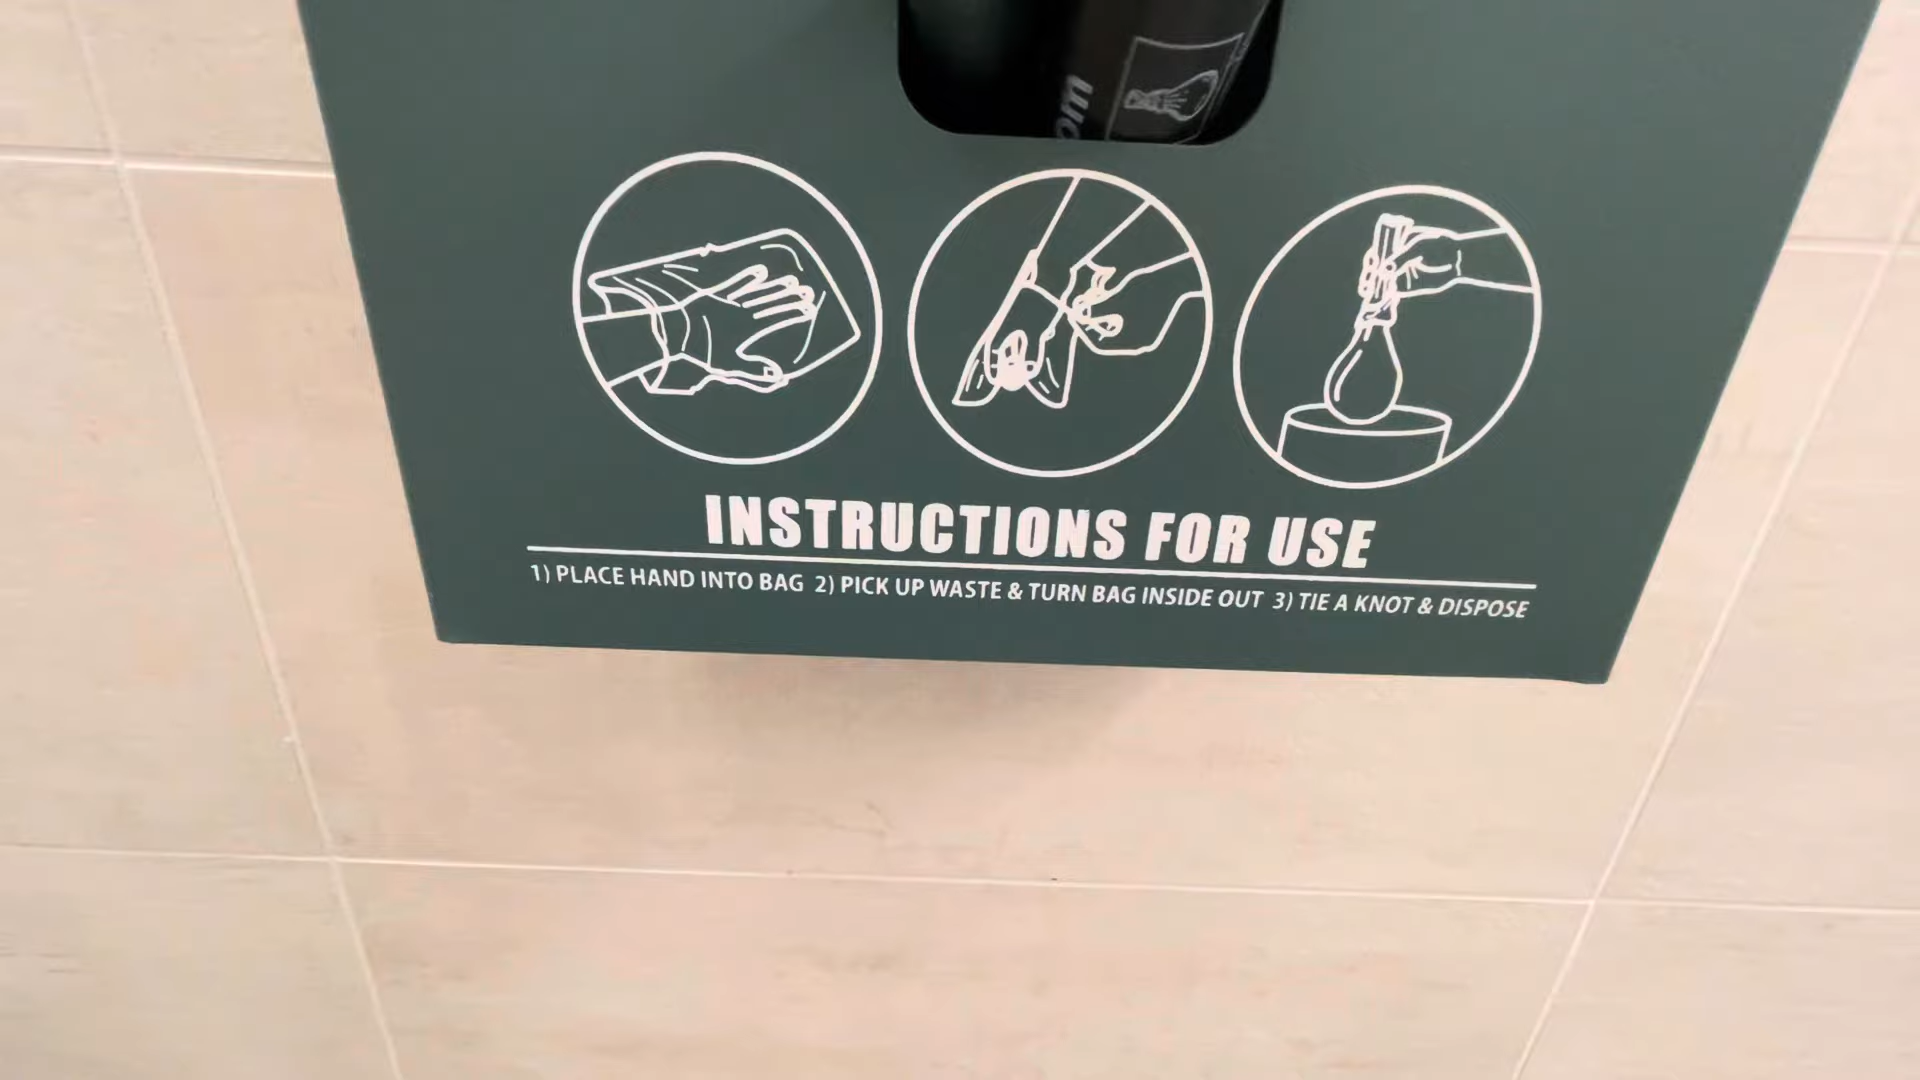 om
INSTRUCTIONS FOR USE
1) PLACE HAND INTO BAG 2) PICK UP WASTE & TURN BAG INSIDE OUT 3) TIE A KNOT & DISPOSE